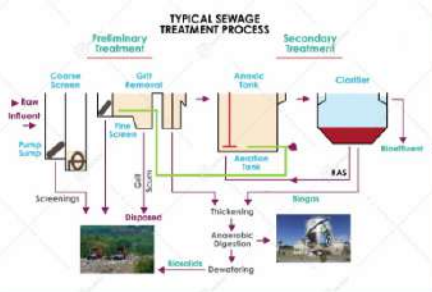 TYPICAL SEWAGE
TREATMENT PROCESS
Preliminary
Treatment
Secondary
Treatment
Coarse
Screen
Grit
Removal
Anoxic
Tank
Clarifier
Raw
Influent
Pump
Sump
Fine
Screen
Aeration
Tank
Bineffluent
RAS
Screenings
Grit
Scum
Disposed
Thickening
Biogas
Anaerobic
Digestion
Biosolids
Dewatering